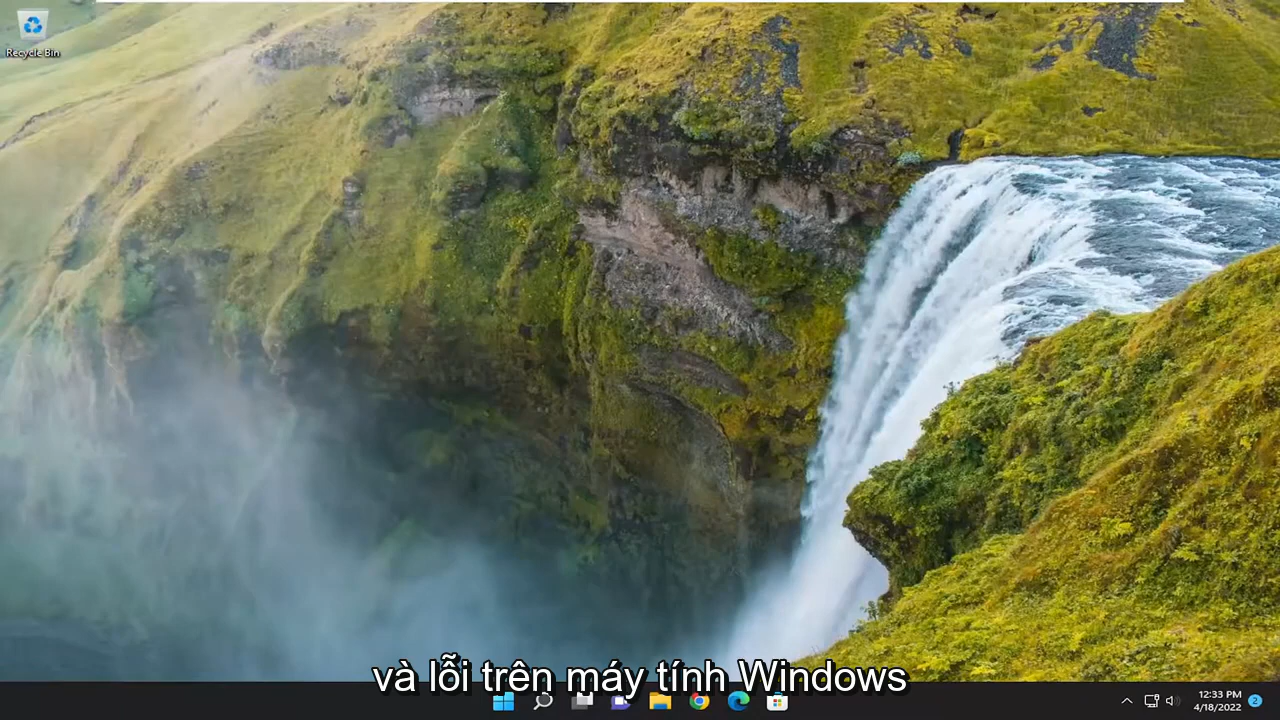 Recycle Bin
và lỗi trên máy tính Windows
12:33 PM
4/18/2022
2